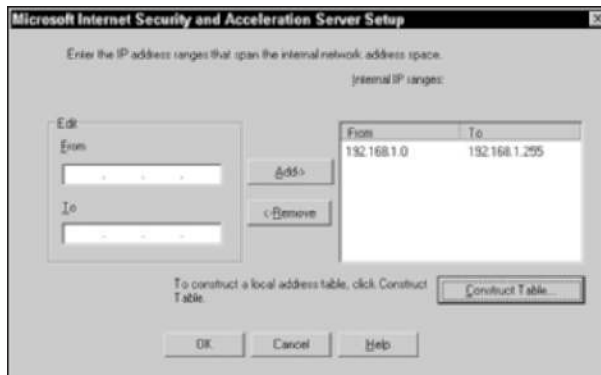 Microsoft Internet Security and Acceleration Server Setup
Enter the IP address ranges that span the internal network address space.
Internal IP ranges:
Edit
From
To
Add->
<-Remove
From To
192.168.1.0 192.168.1.255
To construct a local address table, click Construct
Table.
Construct Table...
OK Cancel Help